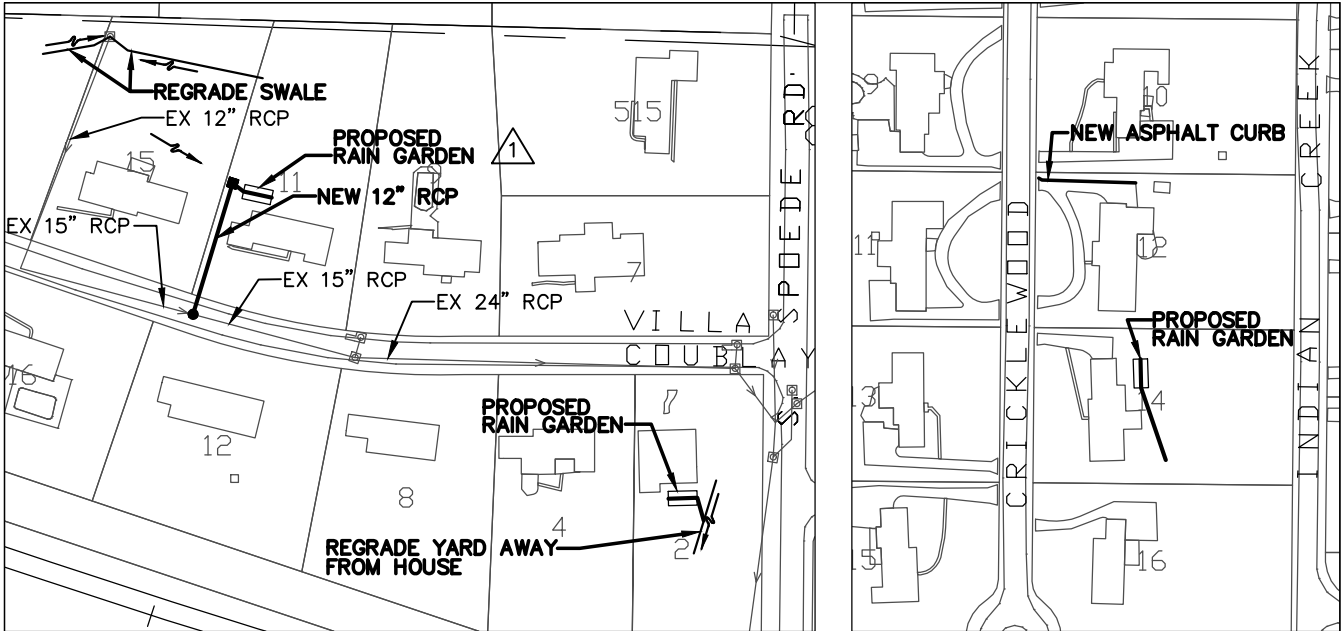 REGRADE SWALE
EX 12" RCP
PROPOSED
RAIN GARDEN
1
15
11
NEW 12" RCP
EX 15" RCP
EX 15" RCP
EX 24" RCP
9
515
7
VILLA
COUBLAY
S SPOEDE RD
16
12
8
4
2
PROPOSED
RAIN GARDEN
REGRADE YARD AWAY
FROM HOUSE
9
10
NEW ASPHALT CURB
11
12
CRICKLEWOOD
INDIAN CREEK
PROPOSED
RAIN GARDEN
13
14
15
16